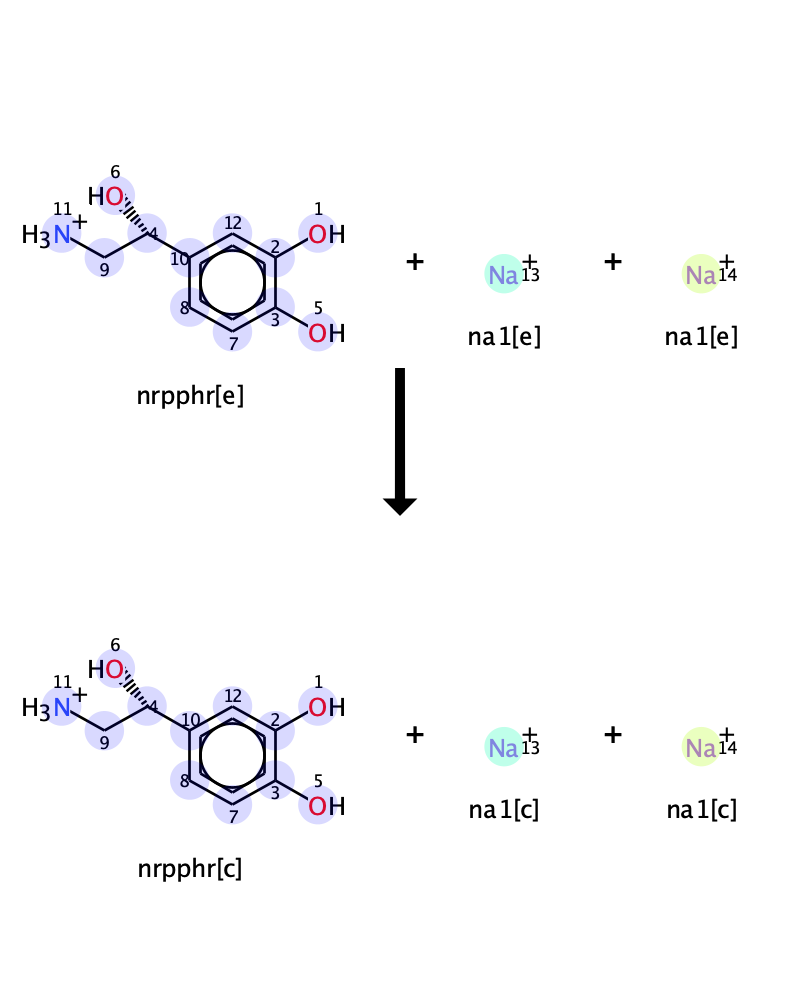 6
HO
11
H3N+
4
9
10
12
2
1
OH
8
7
3
5
OH
+
Na+
13
+
Na+
14
na1[e]
na1[e]
nrpphr[e]
6
HO
11
H3N+
4
9
10
12
2
1
OH
8
7
3
5
OH
+
Na+
13
+
Na+
14
na1[c]
na1[c]
nrpphr[c]